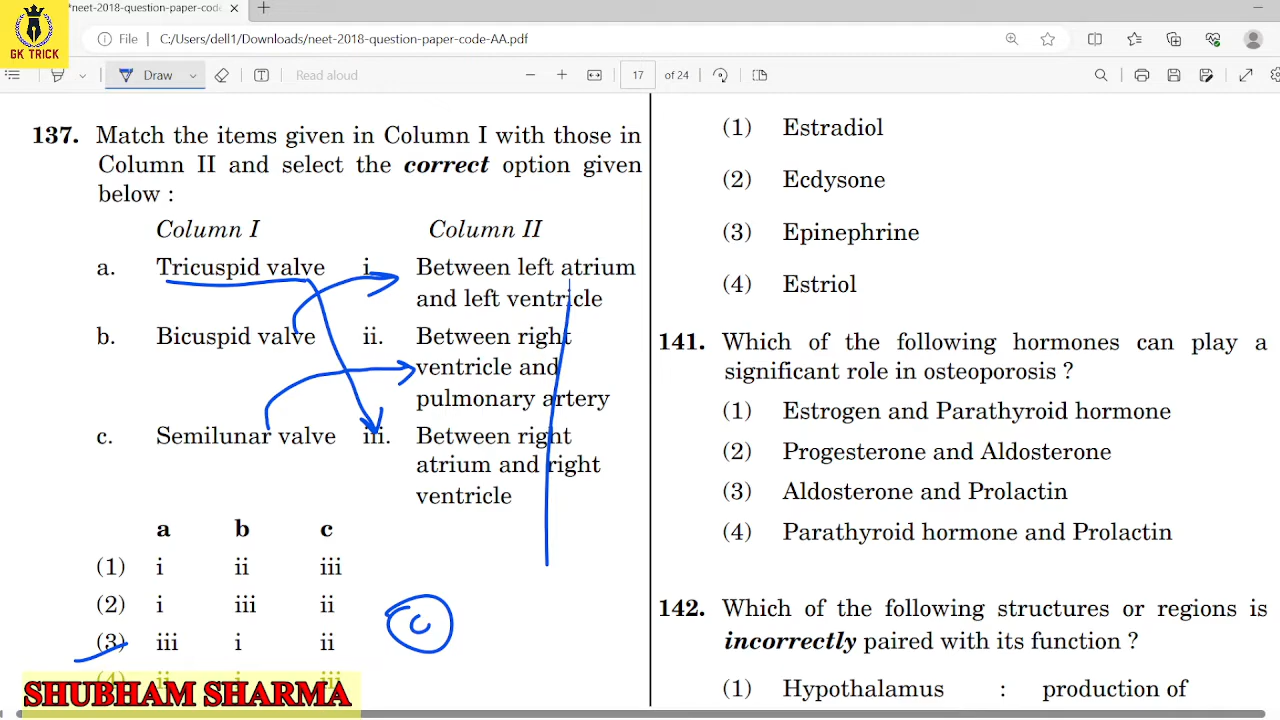 *neet-2018-question-paper-code-
GK TRICK
File C:/Users/dell1/Downloads/neet-2018-question-paper-code-AA.pdf
Draw Read aloud 17 of 24
137. Match the items given in Column I with those in
Column II and select the correct option given
below :
Column I Column II
a. Tricuspid valve i. Between left atrium
and left ventricle
b. Bicuspid valve ii. Between right
ventricle and
pulmonary artery
c. Semilunar valve iii. Between right
atrium and right
ventricle
a b c
(1) i ii iii
(2) i iii ii
(3) iii i ii
(4) ii i iii
C
SHUBHAM SHARMA
(1) Estradiol
(2) Ecdysone
(3) Epinephrine
(4) Estriol
141. Which of the following hormones can play a
significant role in osteoporosis ?
(1) Estrogen and Parathyroid hormone
(2) Progesterone and Aldosterone
(3) Aldosterone and Prolactin
(4) Parathyroid hormone and Prolactin
142. Which of the following structures or regions is
incorrectly paired with its function ?
(1) Hypothalamus : production of